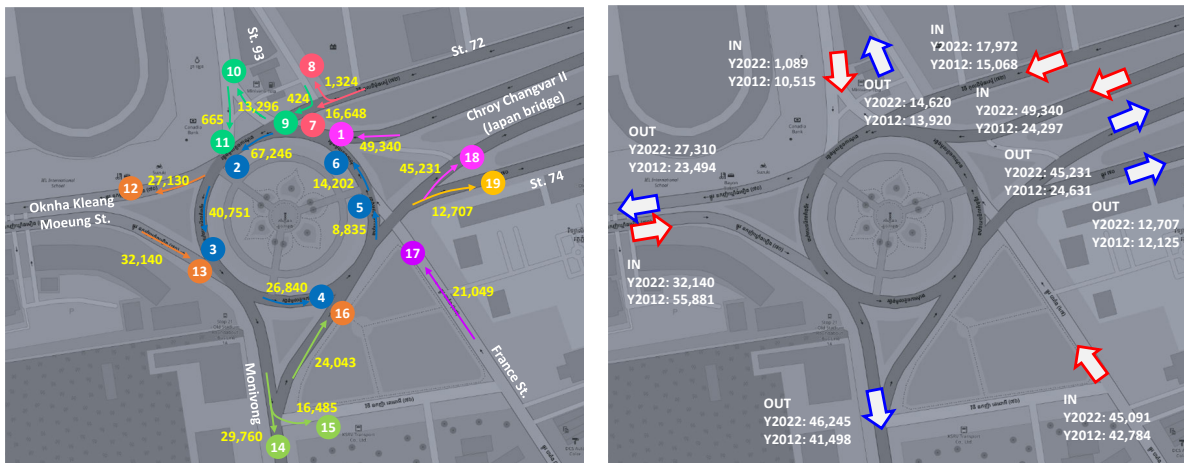 St. 93
St. 72
Chroy Changvar II
(Japan bridge)
St. 74
Oknha Kleang
Moeung St.
Monivong
France St.
10
8
1,324
424
13,296
16,648
9
7
1
665
11
49,340
67,246
2
6
45,231
18
14,202
27,130
12
19
12,707
40,751
5
8,835
3
17
32,140
13
26,840
4
16
21,049
24,043
16,485
15
29,760
14
IN
Y2022: 1,089
Y2012: 10,515
OUT
Y2022: 14,620
Y2012: 13,920
IN
Y2022: 17,972
Y2012: 15,068
IN
Y2022: 49,340
Y2012: 24,297
OUT
Y2022: 27,310
Y2012: 23,494
OUT
Y2022: 45,231
Y2012: 24,631
OUT
Y2022: 12,707
Y2012: 12,125
IN
Y2022: 32,140
Y2012: 55,881
OUT
Y2022: 46,245
Y2012: 41,498
IN
Y2022: 45,091
Y2012: 42,784